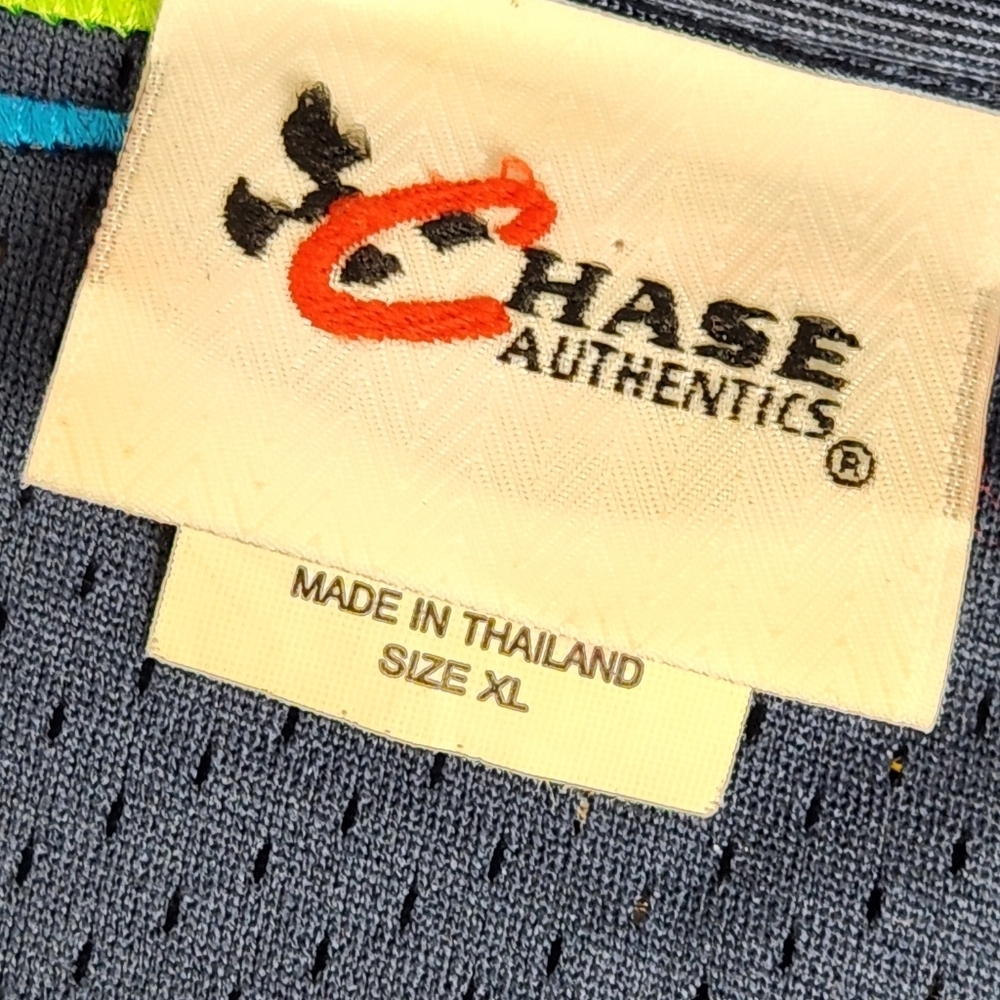 CHASE
AUTHENTICS®
MADE IN THAILAND
SIZE XL